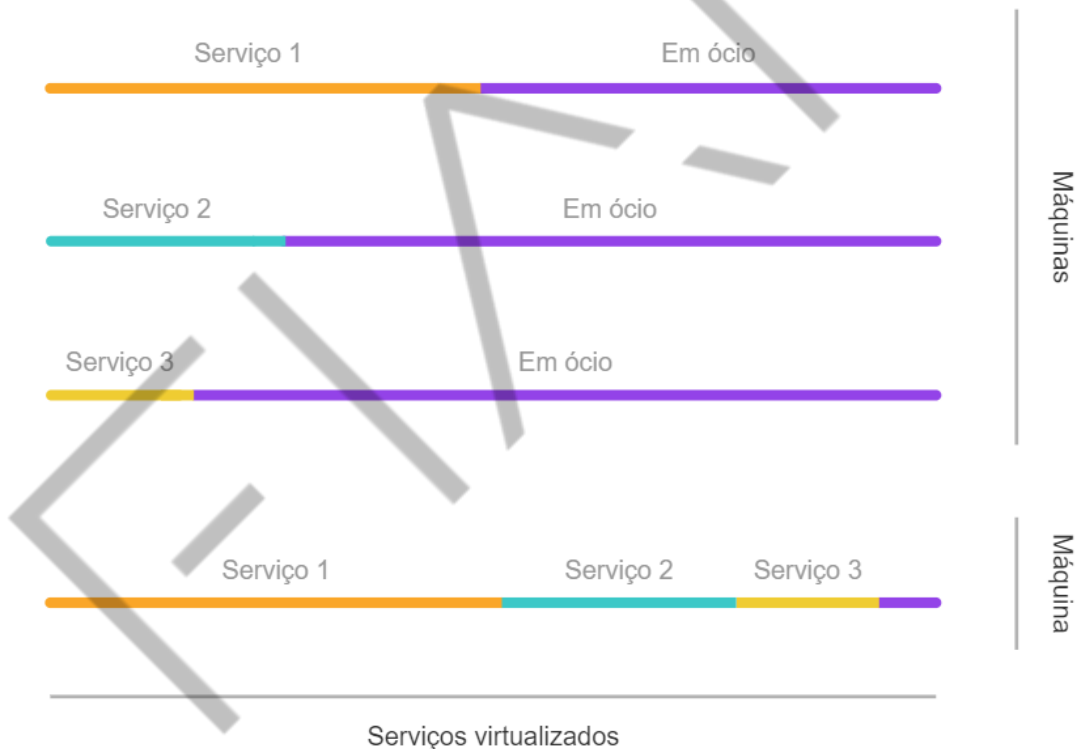 Serviço 1
Em ócio
Serviço 2
Em ócio
Serviço 3
Em ócio
Máquinas
Serviço 1
Serviço 2
Serviço 3
Máquina
Serviços virtualizados
FIAP